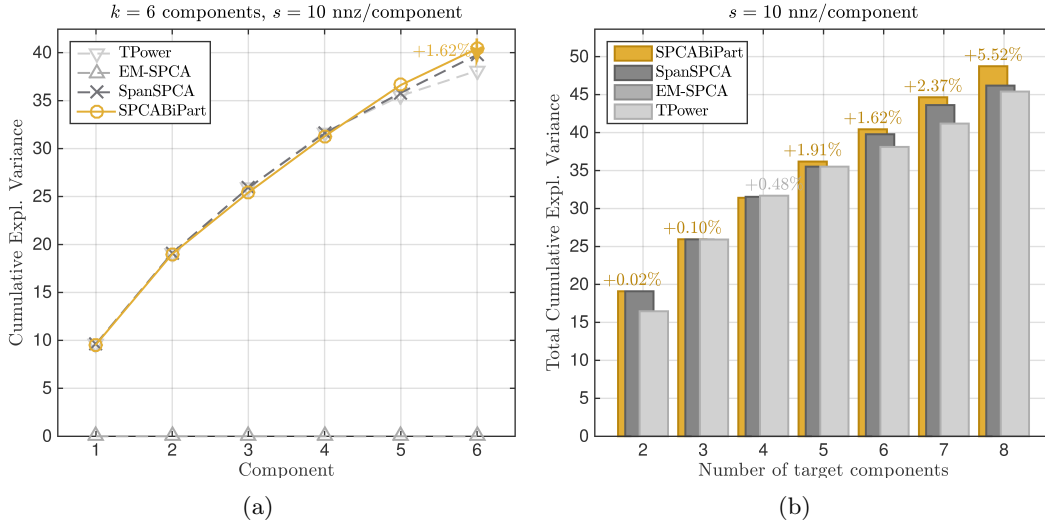 k = 6 components, s = 10 nnz/component
Cumulative Expl. Variance
40
35
30
25
20
15
10
5
0
TPower
EM-SPCA
SpanSPCA
SPCABiPart
+1.62%
1 2 3 4 5 6
Component
(a)
s = 10 nnz/component
Total Cumulative Expl. Variance
50
45
40
35
30
25
20
15
10
5
0
SPCABiPart
SpanSPCA
EM-SPCA
TPower
+0.02%
+0.10%
+0.48%
+1.91%
+1.62%
+2.37%
+5.52%
2 3 4 5 6 7 8
Number of target components
(b)